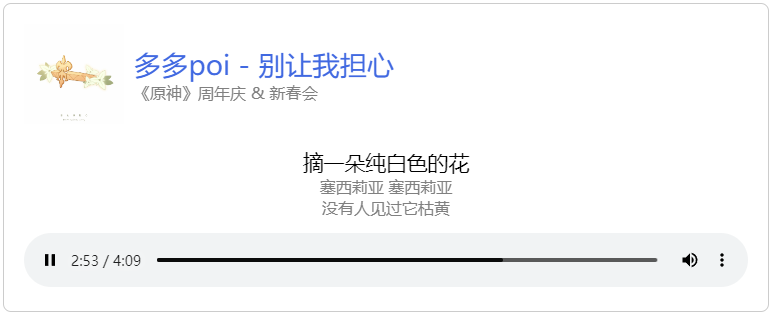 多多poi - 别让我担心
《原神》周年庆 & 新春会
摘一朵纯白色的花
塞西莉亚 塞西莉亚
没有人见过它枯黄
2:53 / 4:09